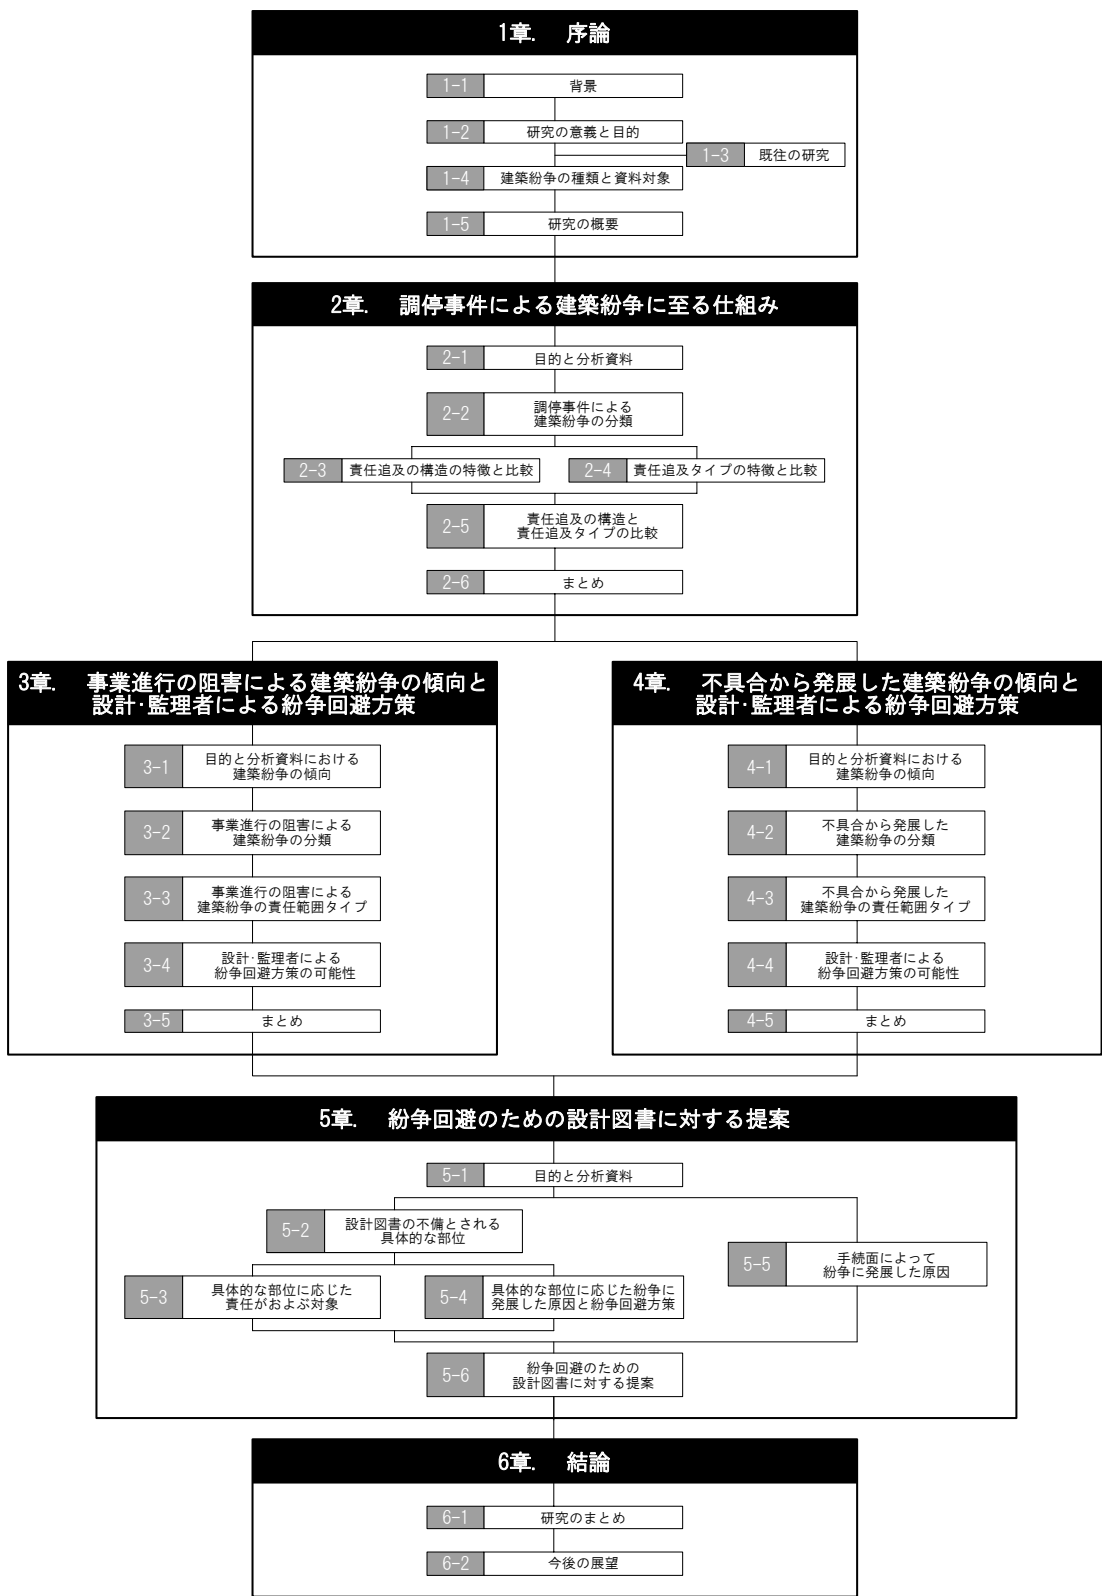 1章. 序論
1-1 背景
1-2 研究の意義と目的
1-3 既往の研究
1-4 建築紛争の種類と資料対象
1-5 研究の概要
2章. 調停事件による建築紛争に至る仕組み
2-1 目的と分析資料
2-2 調停事件による
建築紛争の分類
2-3 責任追及の構造の特徴と比較
2-4 責任追及タイプの特徴と比較
2-5 責任追及の構造と
責任追及タイプの比較
2-6 まとめ
3章. 事業進行の阻害による建築紛争の傾向と
設計・監理者による紛争回避方策
3-1 目的と分析資料における
建築紛争の傾向
3-2 事業進行の阻害による
建築紛争の分類
3-3 事業進行の阻害による
建築紛争の責任範囲タイプ
3-4 設計・監理者による
紛争回避方策の可能性
3-5 まとめ
4章. 不具合から発展した建築紛争の傾向と
設計・監理者による紛争回避方策
4-1 目的と分析資料における
建築紛争の傾向
4-2 不具合から発展した
建築紛争の分類
4-3 不具合から発展した
建築紛争の責任範囲タイプ
4-4 設計・監理者による
紛争回避方策の可能性
4-5 まとめ
5章. 紛争回避のための設計図書に対する提案
5-1 目的と分析資料
5-2 設計図書の不備とされる
具体的な部位
5-3 具体的な部位に応じた
責任がおよぶ対象
5-4 具体的な部位に応じた紛争に
発展した原因と紛争回避方策
5-5 手続面によって
紛争に発展した原因
5-6 紛争回避のための
設計図書に対する提案
6章. 結論
6-1 研究のまとめ
6-2 今後の展望